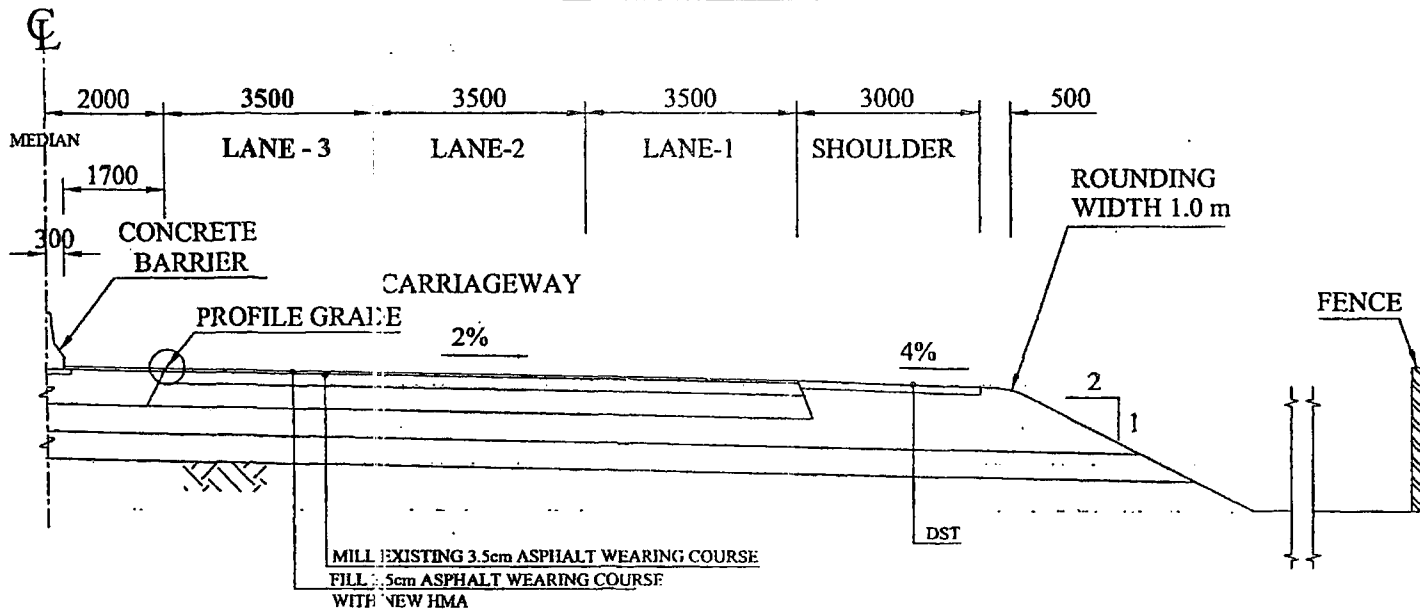 ℄
2000 3500 3500 3500 3000 500
MEDIAN LANE - 3 LANE-2 LANE-1 SHOULDER
1700
300
ROUNDING
WIDTH 1.0 m
CONCRETE
BARRIER
CARRIAGEWAY
FENCE
PROFILE GRADE
2%
4%
2
1
DST
MILL EXISTING 3.5cm ASPHALT WEARING COURSE
FILL .5cm ASPHALT WEARING COURSE
WITH NEW HMA